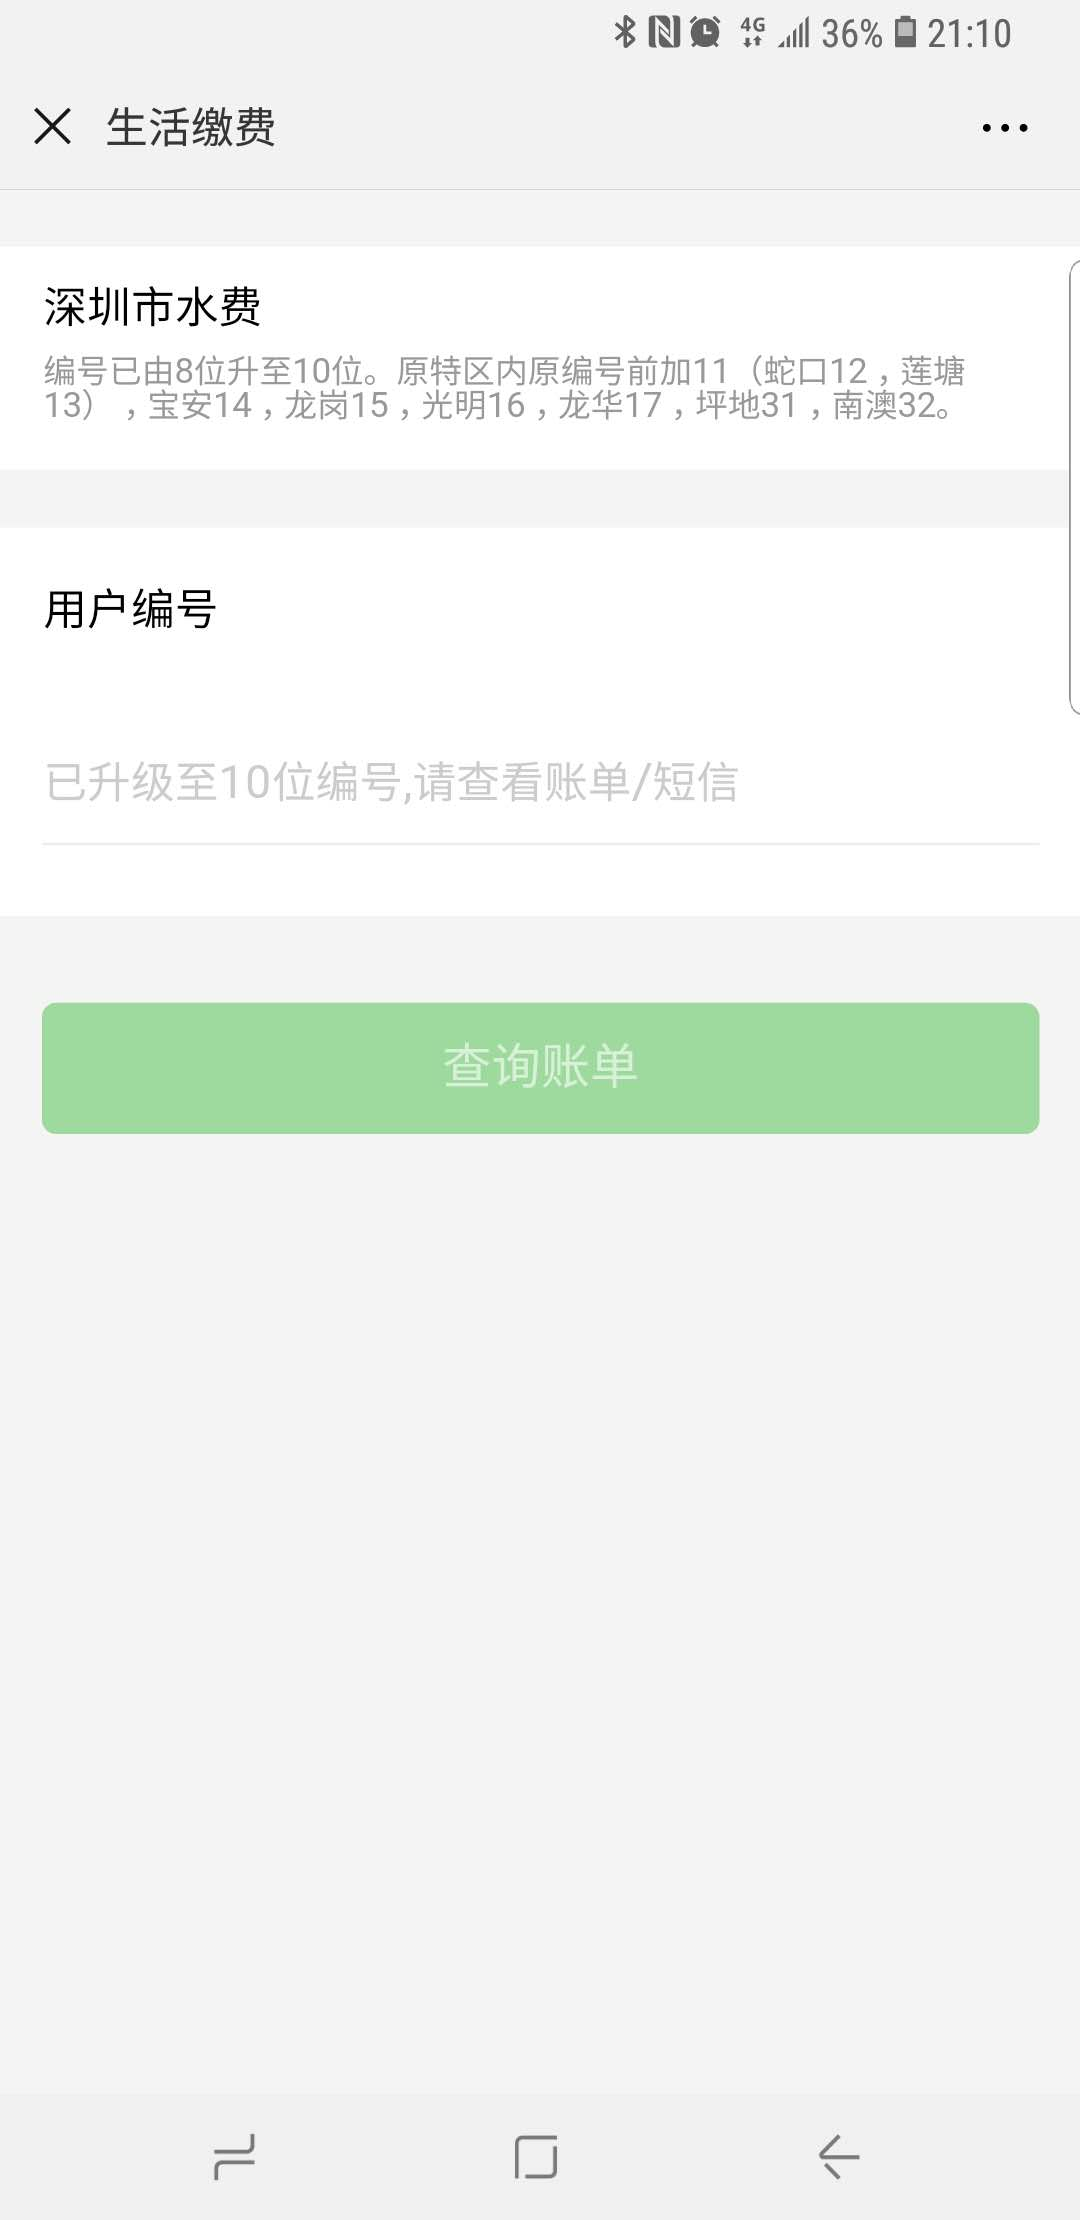 4G 36% 21:10
生活缴费
深圳市水费
编号已由8位升至10位。原特区内原编号前加11（蛇口12，莲塘
13），宝安14，龙岗15，光明16，龙华17，坪地31，南澳32。
用户编号
已升级至10位编号,请查看账单/短信
查询账单